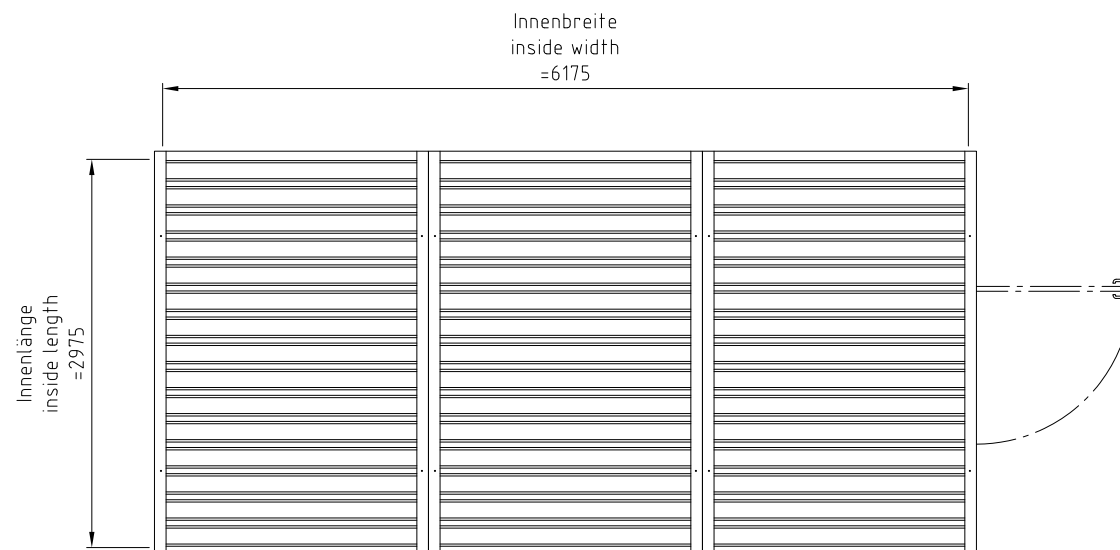 Innenbreite
inside width
=6175
Innenlänge
inside length
=2975